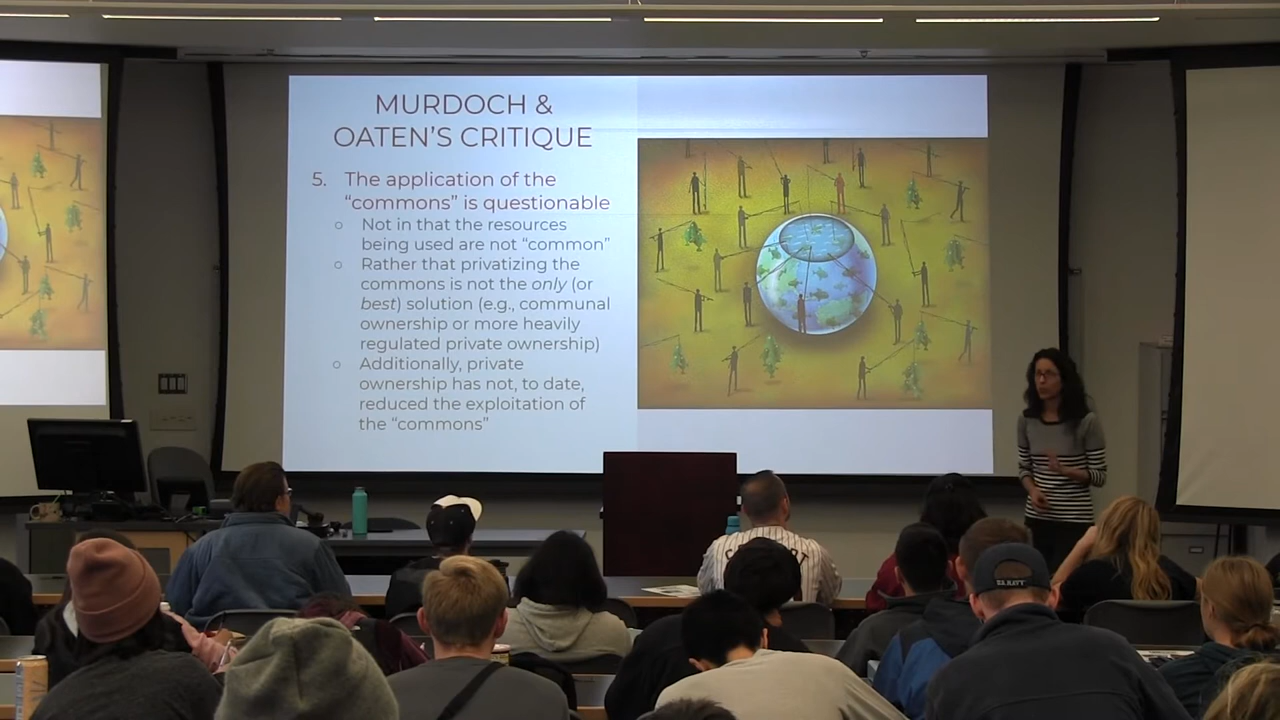 MURDOCH &
OATEN'S CRITIQUE
5. The application of the
"commons" is questionable
○ Not in that the resources
being used are not "common"
○ Rather that privatizing the
commons is not the only (or
best) solution (e.g., communal
ownership or more heavily
regulated private ownership)
○ Additionally, private
ownership has not, to date,
reduced the exploitation of
the "commons"
U.S. NAVY